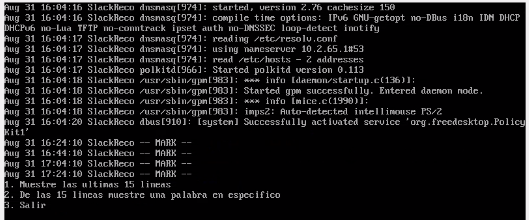 Aug 31 16:04:16 SlackReco dnsmasq[974]: started, version 2.76 cachesize 150
Aug 31 16:04:16 SlackReco dnsmasq[974]: compile time options: IPv6 GNU-getopt no-DBus i18n IDN DHCP
DHCPv6 no-Lua TFTP no-conntrack ipset auth no-DNSSEC loop-detect inotify
Aug 31 16:04:17 SlackReco dnsmasq[974]: reading /etc/resolv.conf
Aug 31 16:04:17 SlackReco dnsmasq[974]: using nameserver 10.2.65.1#53
Aug 31 16:04:17 SlackReco dnsmasq[974]: read /etc/hosts - 2 addresses
Aug 31 16:04:17 SlackReco polkitd[966]: Started polkitd version 0.113
Aug 31 16:04:18 SlackReco /usr/sbin/gpm[983]: *** info [daemon/startup.c(136)]:
Aug 31 16:04:18 SlackReco /usr/sbin/gpm[983]: Started gpm successfully. Entered daemon mode.
Aug 31 16:04:18 SlackReco /usr/sbin/gpm[983]: *** info [mice.c(1990)]:
Aug 31 16:04:18 SlackReco /usr/sbin/gpm[983]: imps2: Auto-detected intellimouse PS/2
Aug 31 16:04:20 SlackReco dbus[910]: [system] Successfully activated service 'org.freedesktop.Policy
Kit1'
Aug 31 16:24:10 SlackReco -- MARK --
Aug 31 16:44:10 SlackReco -- MARK --
Aug 31 17:04:10 SlackReco -- MARK --
Aug 31 17:24:10 SlackReco -- MARK --
1. Muestre las ultimas 15 lineas
2. De las 15 lineas muestre una palabra en especifico
3. Salir